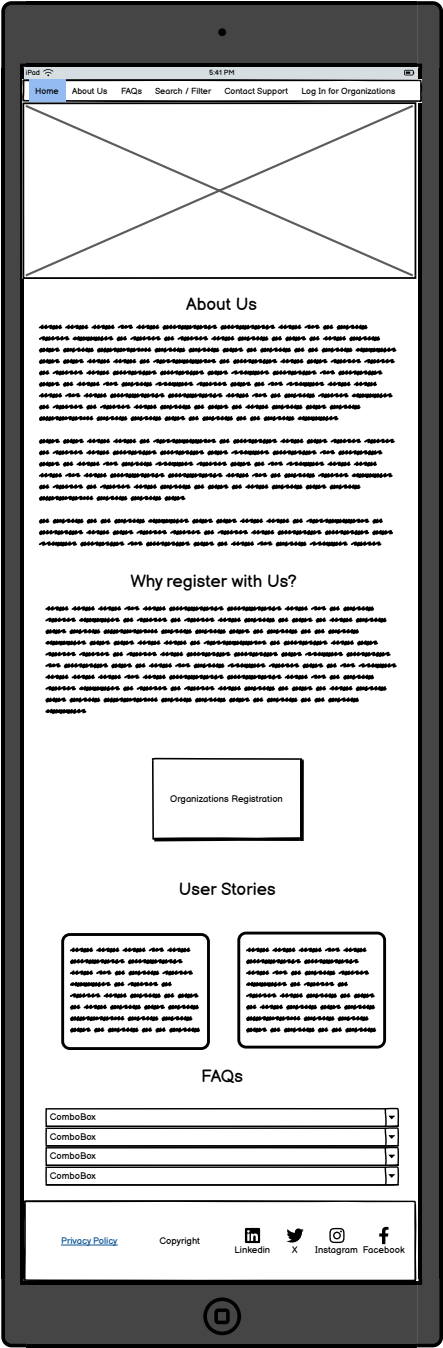 iPad 5:41 PM
Home About Us FAQs Search / Filter Contact Support Log In for Organizations
About Us
Why register with Us?
Organizations Registration
User Stories
FAQs
ComboBox
ComboBox
ComboBox
ComboBox
Privacy Policy Copyright Linkedin X Instagram Facebook